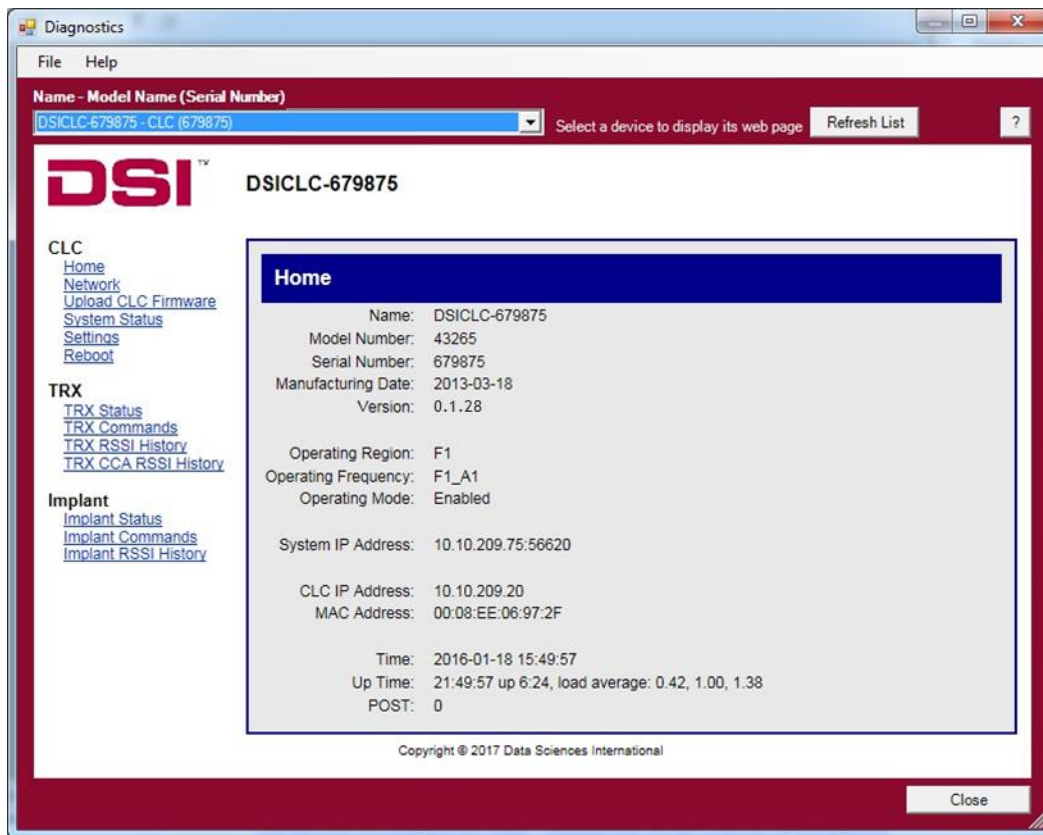 Diagnostics
File Help
Name - Model Name (Serial Number)
DSICLC-679875 - CLC (679875)
Select a device to display its web page
Refresh List
?
DSI™
DSICLC-679875
CLC
Home
Network
Upload CLC Firmware
System Status
Settings
Reboot
TRX
TRX Status
TRX Commands
TRX RSSI History
TRX CCA RSSI History
Implant
Implant Status
Implant Commands
Implant RSSI History
Home
Name: DSICLC-679875
Model Number: 43265
Serial Number: 679875
Manufacturing Date: 2013-03-18
Version: 0.1.28
Operating Region: F1
Operating Frequency: F1_A1
Operating Mode: Enabled
System IP Address: 10.10.209.75:56620
CLC IP Address: 10.10.209.20
MAC Address: 00:08:EE:06:97:2F
Time: 2016-01-18 15:49:57
Up Time: 21:49:57 up 6:24, load average: 0.42, 1.00, 1.38
POST: 0
Copyright © 2017 Data Sciences International
Close